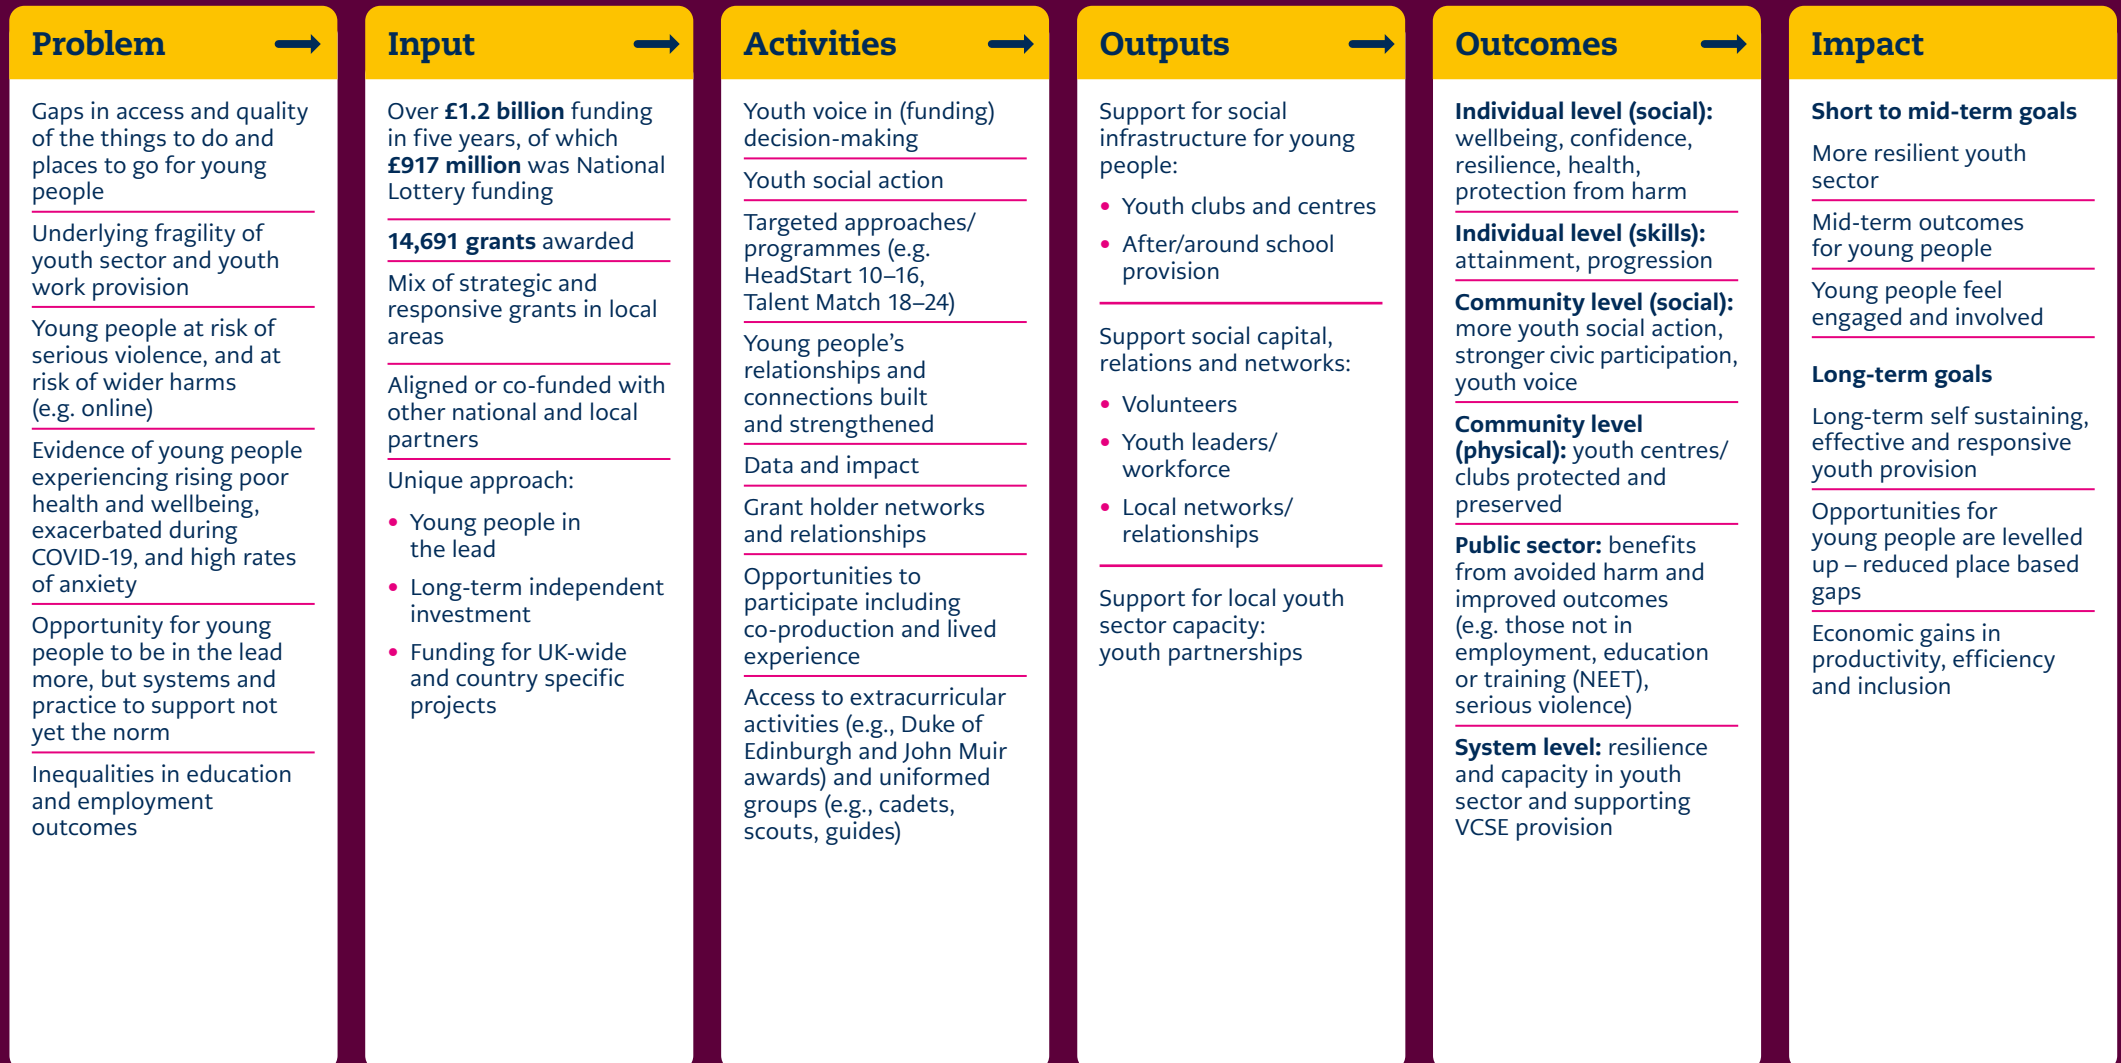 Problem
Gaps in access and quality
of the things to do and
places to go for young
people
Underlying fragility of
youth sector and youth
work provision
Young people at risk of
serious violence, and at
risk of wider harms
(e.g. online)
Evidence of young people
experiencing rising poor
health and wellbeing,
exacerbated during
COVID-19, and high rates
of anxiety
Opportunity for young
people to be in the lead
more, but systems and
practice to support not
yet the norm
Inequalities in education
and employment
outcomes
Input
Over £1.2 billion funding
in five years, of which
£917 million was National
Lottery funding
14,691 grants awarded
Mix of strategic and
responsive grants in local
areas
Aligned or co-funded with
other national and local
partners
Unique approach:
• Young people in
the lead
• Long-term independent
investment
• Funding for UK-wide
and country specific
projects
Activities
Youth voice in (funding)
decision-making
Youth social action
Targeted approaches/
programmes (e.g.
HeadStart 10–16,
Talent Match 18–24)
Young people’s
relationships and
connections built
and strengthened
Data and impact
Grant holder networks
and relationships
Opportunities to
participate including
co-production and lived
experience
Access to extracurricular
activities (e.g., Duke of
Edinburgh and John Muir
awards) and uniformed
groups (e.g., cadets,
scouts, guides)
Outputs
Support for social
infrastructure for young
people:
• Youth clubs and centres
• After/around school
provision
Support social capital,
relations and networks:
• Volunteers
• Youth leaders/
workforce
• Local networks/
relationships
Support for local youth
sector capacity:
youth partnerships
Outcomes
Individual level (social):
wellbeing, confidence,
resilience, health,
protection from harm
Individual level (skills):
attainment, progression
Community level (social):
more youth social action,
stronger civic participation,
youth voice
Community level
(physical): youth centres/
clubs protected and
preserved
Public sector: benefits
from avoided harm and
improved outcomes
(e.g. those not in
employment, education
or training (NEET),
serious violence)
System level: resilience
and capacity in youth
sector and supporting
VCSE provision
Impact
Short to mid-term goals
More resilient youth
sector
Mid-term outcomes
for young people
Young people feel
engaged and involved
Long-term goals
Long-term self sustaining,
effective and responsive
youth provision
Opportunities for
young people are levelled
up – reduced place based
gaps
Economic gains in
productivity, efficiency
and inclusion